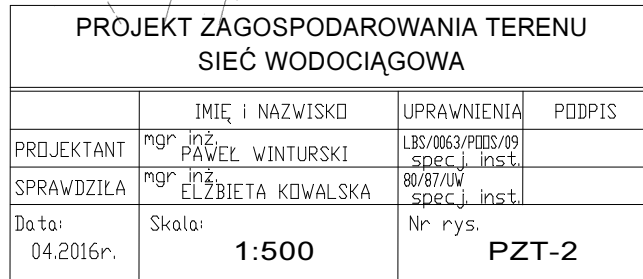 PROJEKT ZAGOSPODAROWANIA TERENU
SIEĆ WODOCIĄGOWA
IMIĘ i NAZWISKO UPRAWNIENIA PODPIS
PROJEKTANT mgr inż. PAWEŁ WINTURSKI LBS/0063/POOS/09 specj. inst.
SPRAWDZIŁA mgr inż. ELŻBIETA KOWALSKA 80/87/UW specj. inst.
Data: Skala: Nr rys.
04.2016r. 1:500 PZT-2